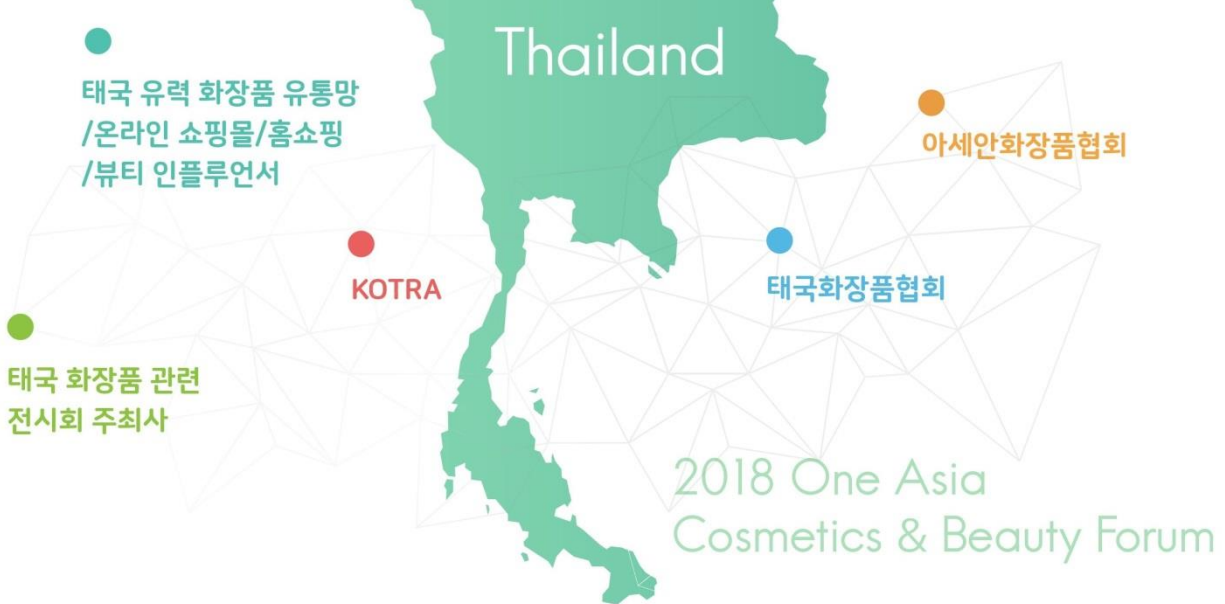 Thailand
태국 유력 화장품 유통망
/온라인 쇼핑몰/홈쇼핑
/뷰티 인플루언서
아세안화장품협회
KOTRA
태국화장품협회
태국 화장품 관련
전시회 주최사
2018 One Asia
Cosmetics & Beauty Forum